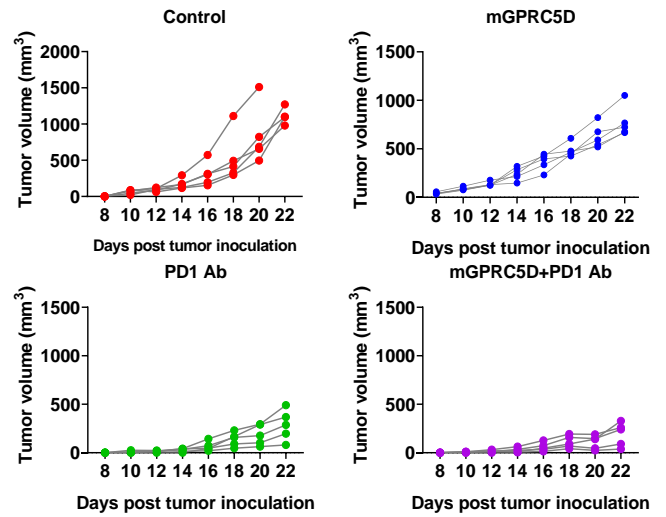 Control
Tumor volume (mm3)
2000
1500
1000
500
0
8 10 12 14 16 18 20 22
Days post tumor inoculation
mGPRC5D
Tumor volume (mm3)
1500
1000
500
0
8 10 12 14 16 18 20 22
Days post tumor inoculation
PD1 Ab
Tumor volume (mm3)
1500
1000
500
0
8 10 12 14 16 18 20 22
Days post tumor inoculation
mGPRC5D+PD1 Ab
Tumor volume (mm3)
1500
1000
500
0
8 10 12 14 16 18 20 22
Days post tumor inoculation